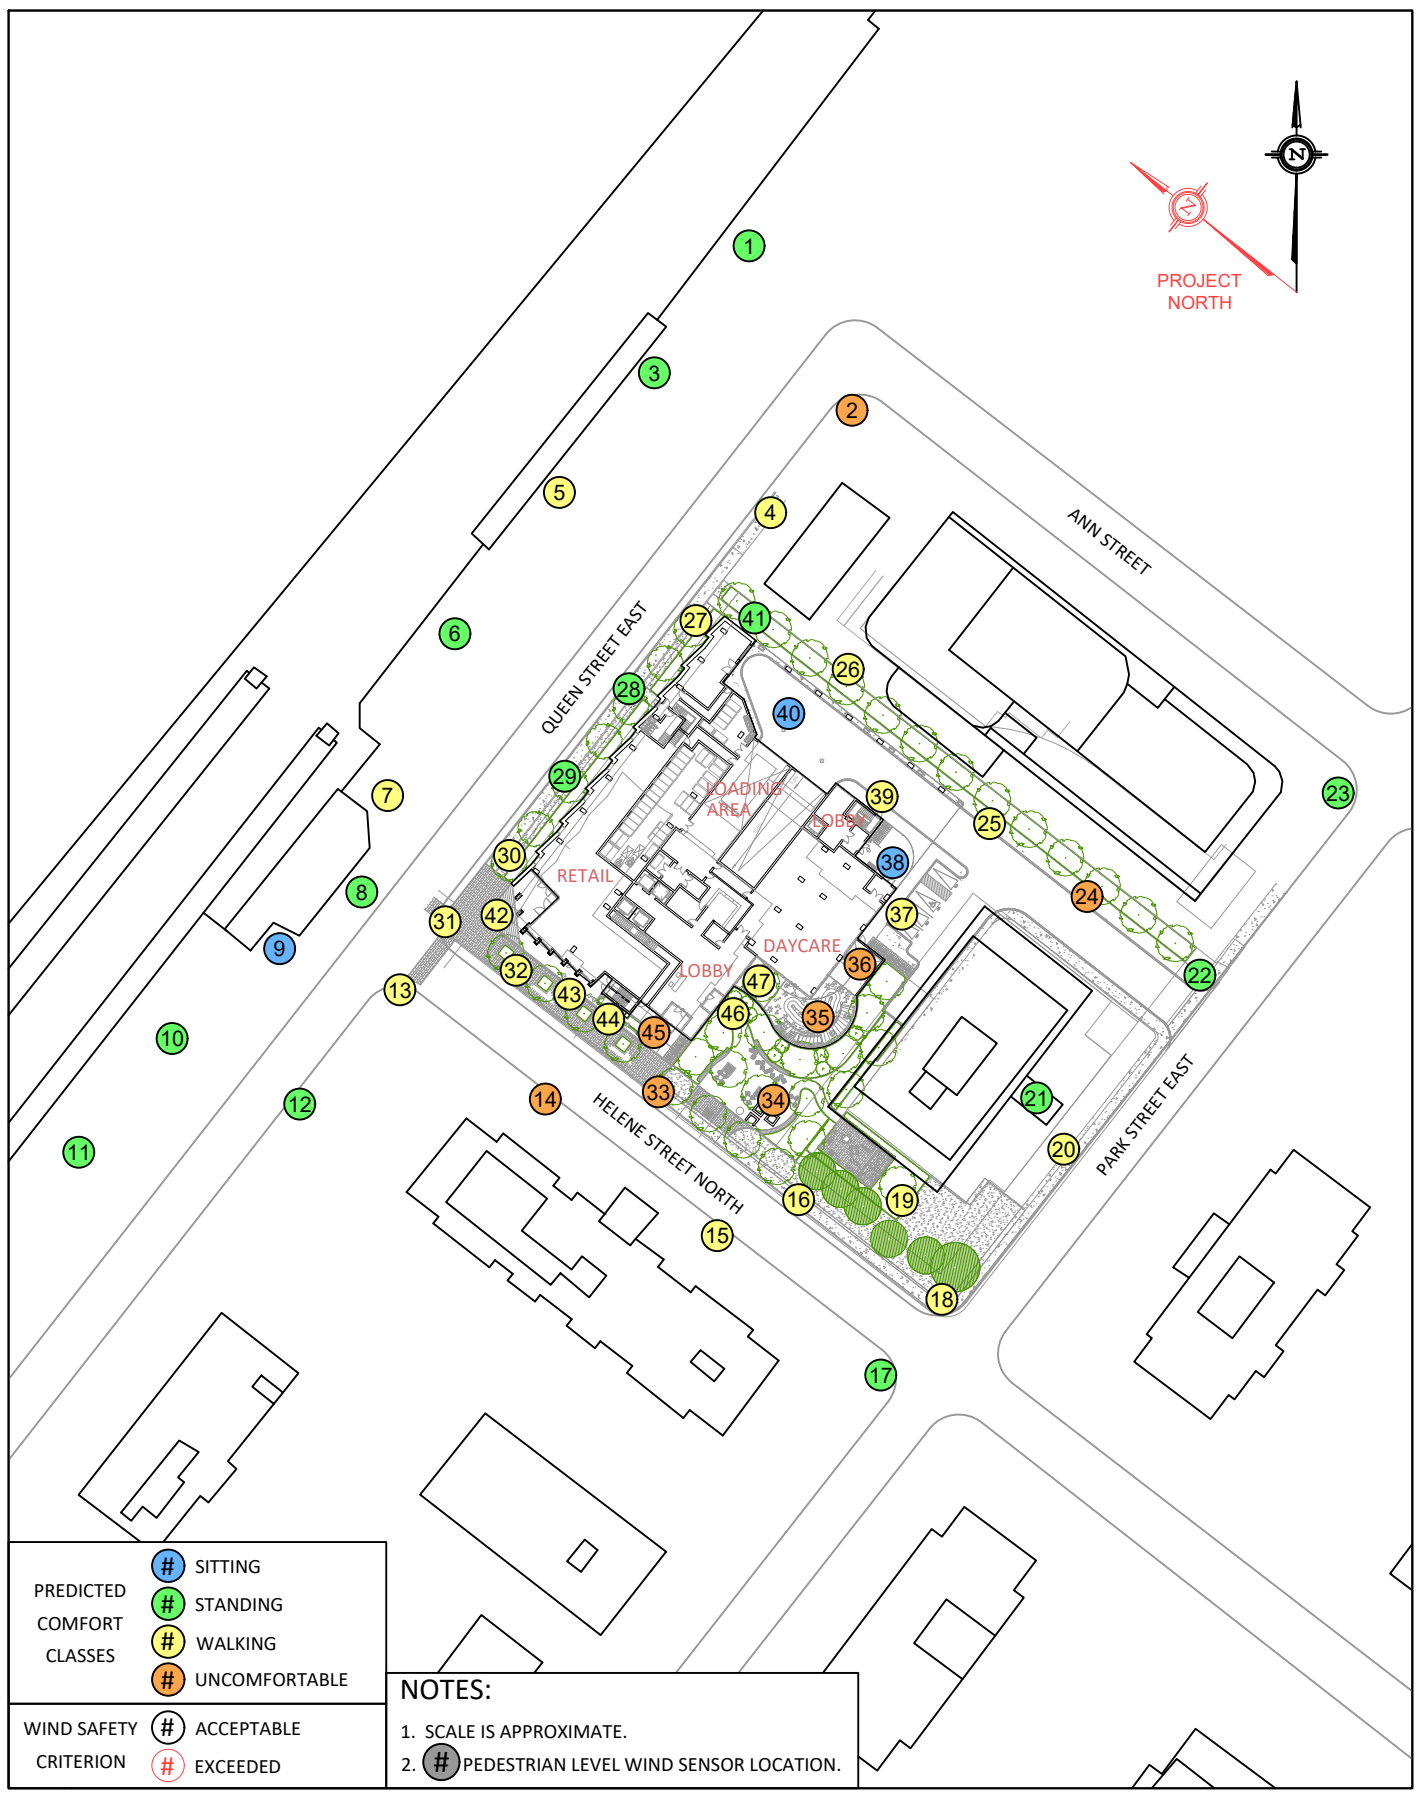 N
N
PROJECT
NORTH
1
3
2
5
4
ANN STREET
QUEEN STREET EAST
27
41
6
26
28
40
29
7
39
23
LOADING
AREA
LOBBY
25
30
38
RETAIL
8
24
31
42
37
9
DAYCARE
32
LOBBY
36
22
47
13
43
46
35
44
45
10
33
34
21
14
12
HELENE STREET NORTH
PARK STREET EAST
11
20
16
19
15
18
17
PREDICTED
COMFORT
CLASSES
# SITTING
# STANDING
# WALKING
# UNCOMFORTABLE
WIND SAFETY
CRITERION
# ACCEPTABLE
# EXCEEDED
NOTES:
1. SCALE IS APPROXIMATE.
2. # PEDESTRIAN LEVEL WIND SENSOR LOCATION.